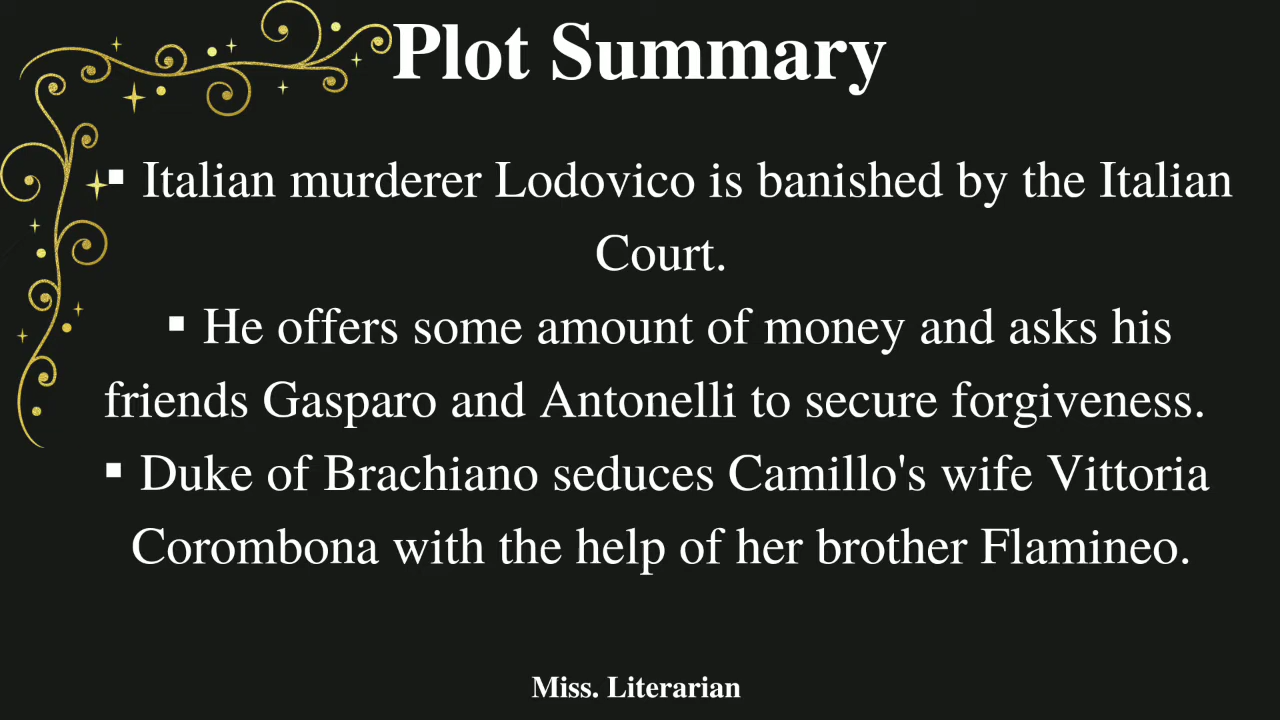 Plot Summary
▪ Italian murderer Lodovico is banished by the Italian
Court.
▪ He offers some amount of money and asks his
friends Gasparo and Antonelli to secure forgiveness.
▪ Duke of Brachiano seduces Camillo's wife Vittoria
Corombona with the help of her brother Flamineo.
Miss. Literarian